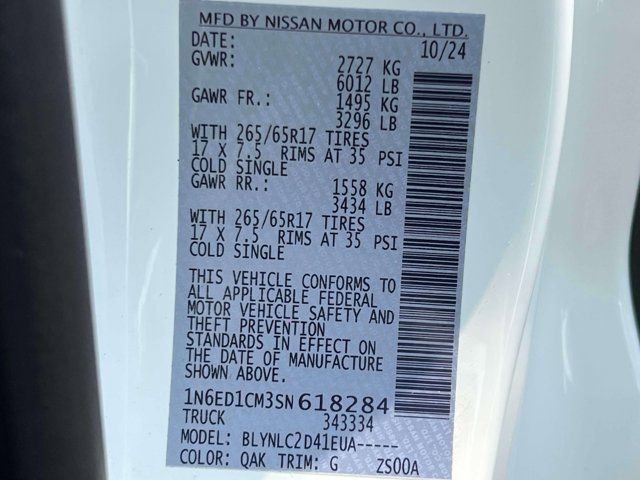 MFD BY NISSAN MOTOR CO., LTD.
DATE: 10/24
GVWR: 2727 KG
6012 LB
GAWR FR.: 1495 KG
3296 LB
WITH 265/65R17 TIRES
17 X 7.5 RIMS AT 35 PSI
COLD SINGLE
GAWR RR.: 1558 KG
3434 LB
WITH 265/65R17 TIRES
17 X 7.5 RIMS AT 35 PSI
COLD SINGLE
THIS VEHICLE CONFORMS TO
ALL APPLICABLE FEDERAL
MOTOR VEHICLE SAFETY AND
THEFT PREVENTION
STANDARDS IN EFFECT ON
THE DATE OF MANUFACTURE
SHOWN ABOVE.
1N6ED1CM3SN618284
TRUCK 343334
MODEL: BLYNLC2D41EUA-----
COLOR: QAK TRIM: G ZS00A